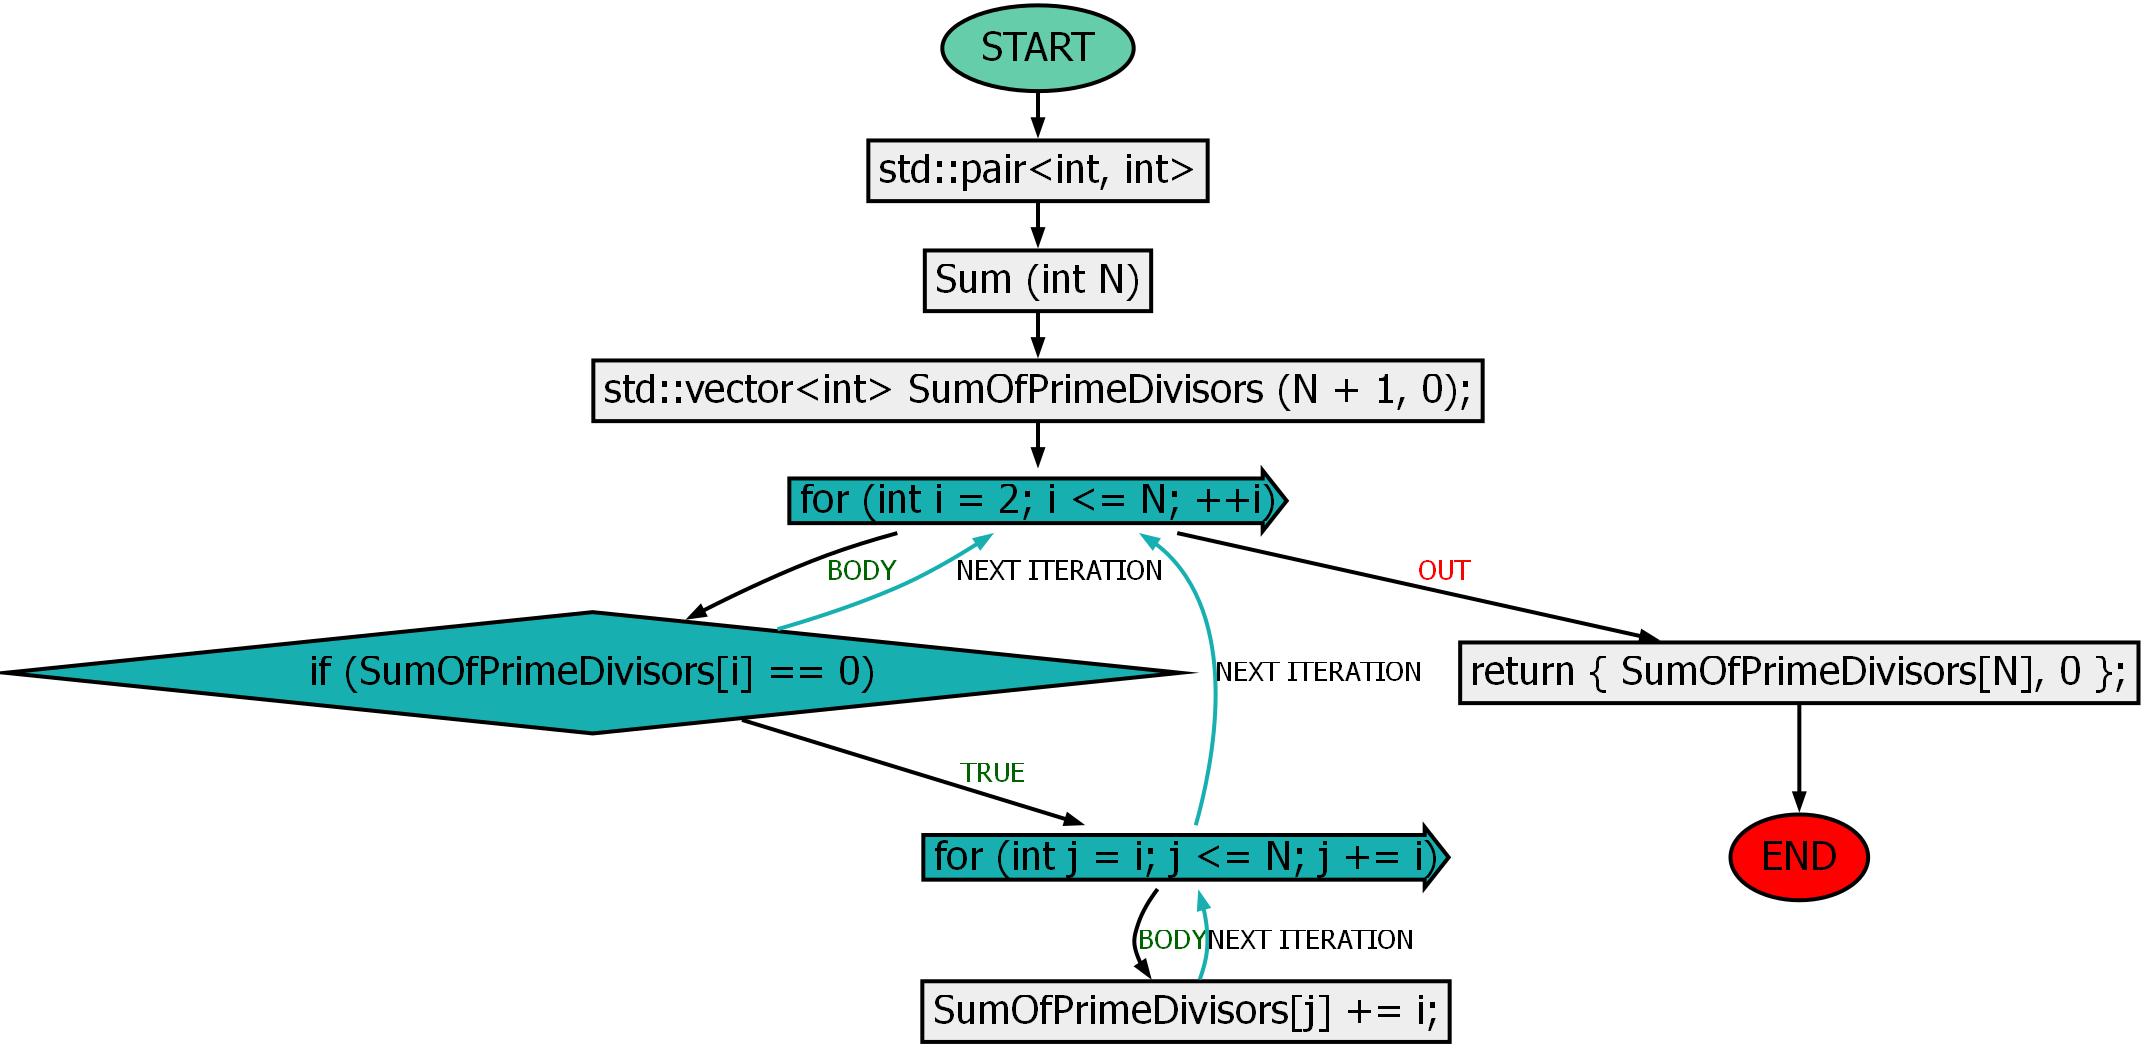 START
std::pair<int, int>
Sum (int N)
std::vector<int> SumOfPrimeDivisors (N + 1, 0);
for (int i = 2; i <= N; ++i)
BODY
NEXT ITERATION
OUT
if (SumOfPrimeDivisors[i] == 0)
NEXT ITERATION
return { SumOfPrimeDivisors[N], 0 };
TRUE
for (int j = i; j <= N; j += i)
END
BODY
NEXT ITERATION
SumOfPrimeDivisors[j] += i;